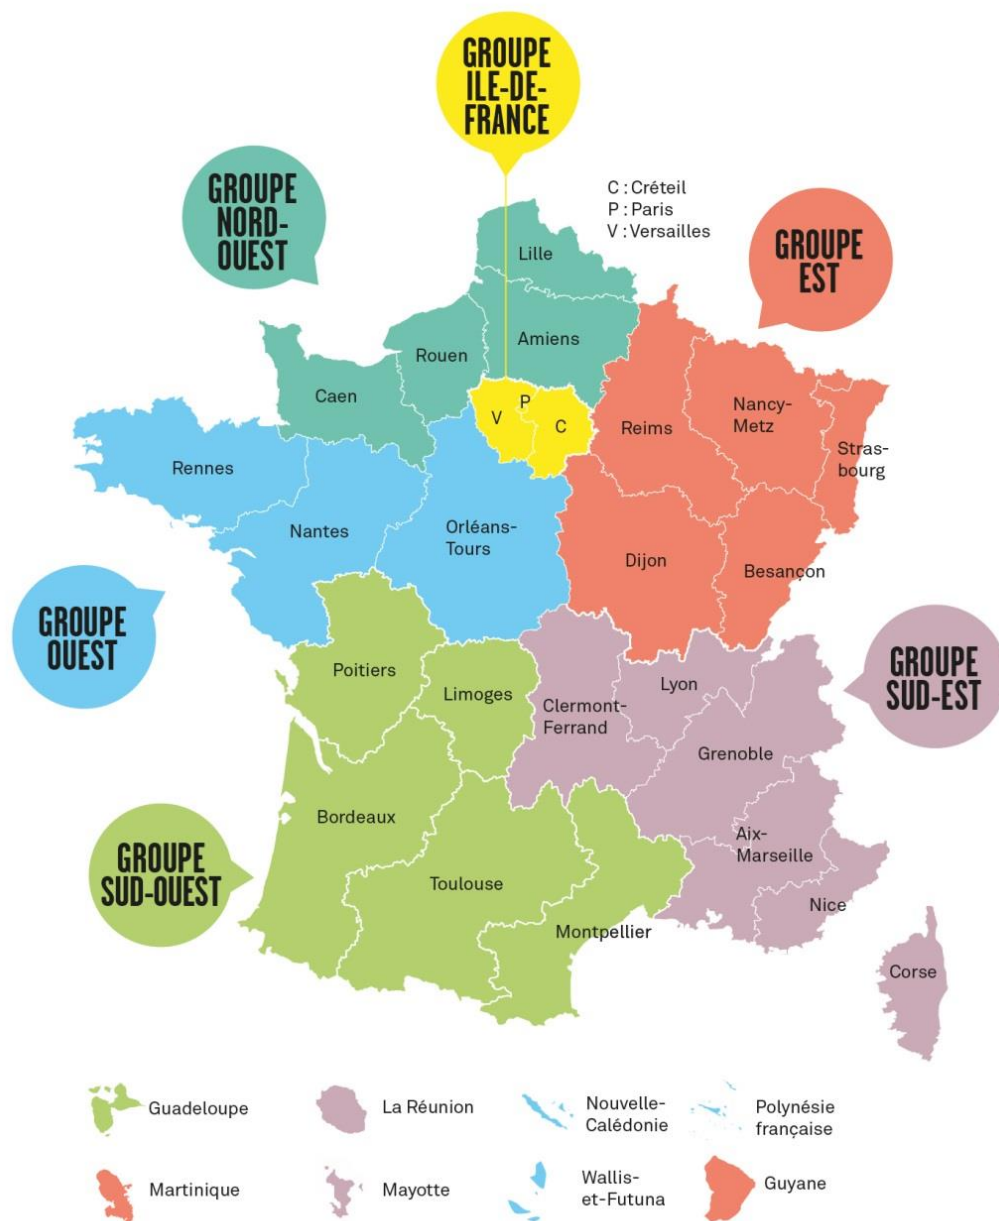 GROUPE
ILE-DE-
FRANCE
GROUPE
NORD-
OUEST
C : Créteil
P : Paris
V : Versailles
GROUPE
EST
Lille
Amiens
Rouen
Caen
P
V
C
Reims
Nancy-
Metz
Stras-
bourg
Rennes
Nantes
Orléans-
Tours
Dijon
Besançon
GROUPE
OUEST
GROUPE
SUD-EST
Poitiers
Limoges
Clermont-
Ferrand
Lyon
Grenoble
Bordeaux
Aix-
Marseille
GROUPE
SUD-OUEST
Toulouse
Nice
Montpellier
Corse
Guadeloupe
La Réunion
Nouvelle-
Calédonie
Polynésie
française
Martinique
Mayotte
Wallis-
et-Futuna
Guyane